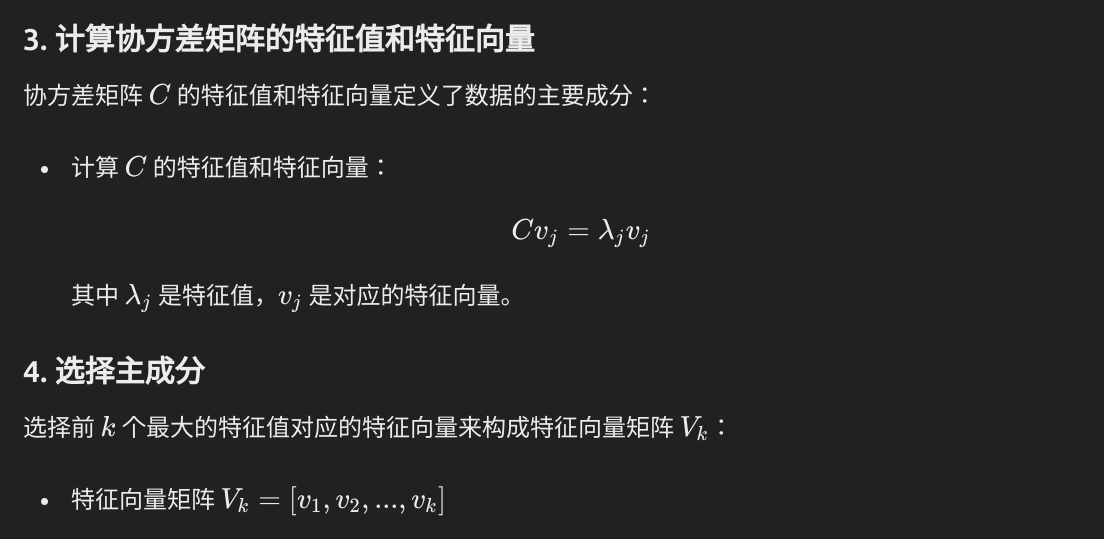 3. 计算协方差矩阵的特征值和特征向量
协方差矩阵 C 的特征值和特征向量定义了数据的主要成分：
• 计算 C 的特征值和特征向量：
Cv_j = λ_j v_j
其中 λ_j 是特征值，v_j 是对应的特征向量。
4. 选择主成分
选择前 k 个最大的特征值对应的特征向量来构成特征向量矩阵 V_k：
• 特征向量矩阵 V_k = [v_1, v_2, ..., v_k]